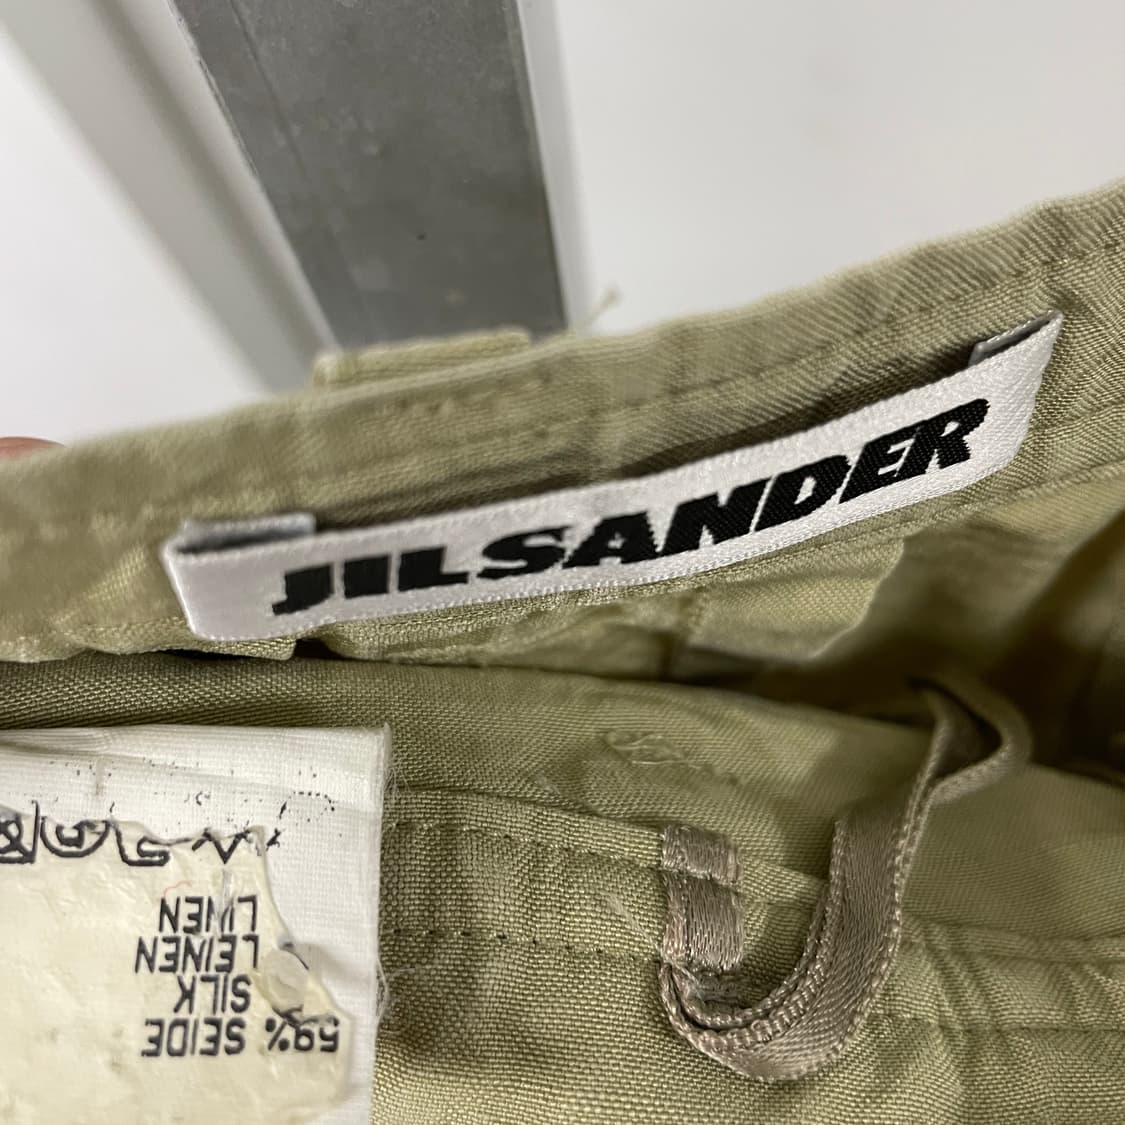 JILSANDER
59% SEIDE
SILK
LEINEN
LINEN